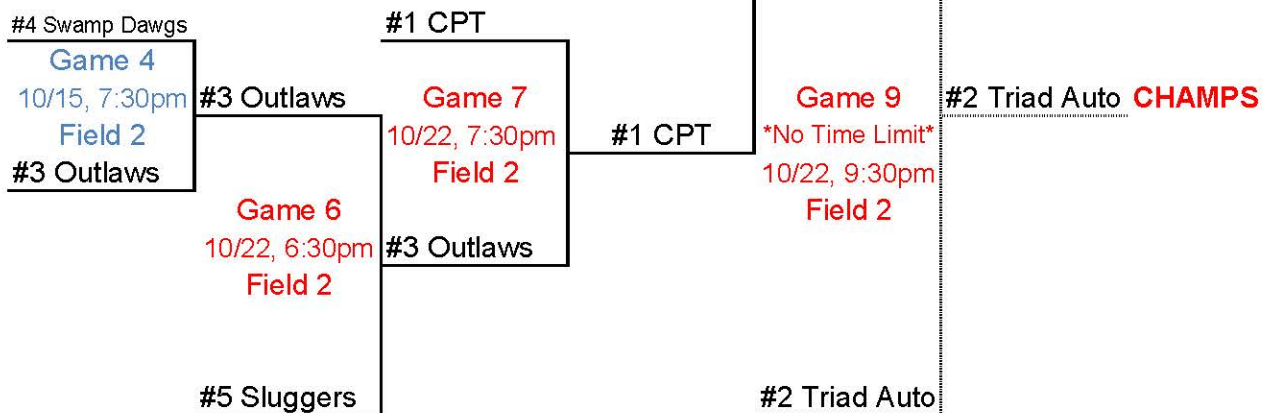 #4 Swamp Dawgs
Game 4
10/15, 7:30pm
Field 2
#3 Outlaws
#3 Outlaws
Game 6
10/22, 6:30pm
Field 2
#5 Sluggers
#1 CPT
Game 7
10/22, 7:30pm
Field 2
#3 Outlaws
#1 CPT
Game 9
*No Time Limit*
10/22, 9:30pm
Field 2
#2 Triad Auto
#2 Triad Auto CHAMPS